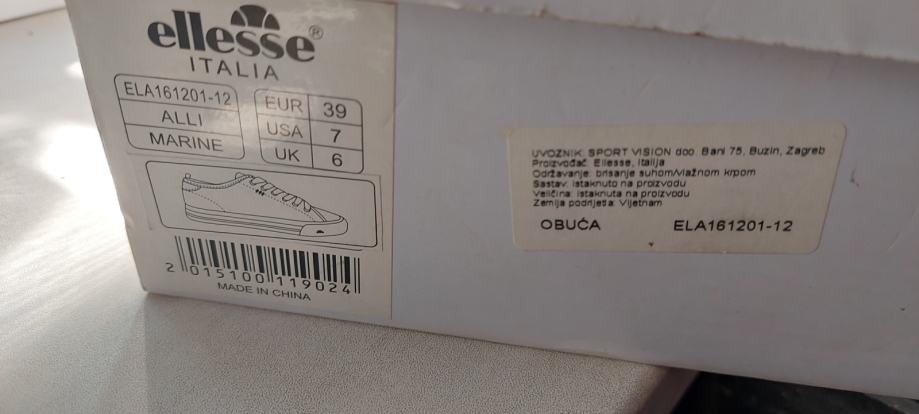 ellesse®
ITALIA
ELA161201-12
ALLI
MARINE
EUR 39
USA 7
UK 6
2 015100 119024
MADE IN CHINA
UVOZNIK: SPORT VISION doo. Bani 75, Buzin, Zagreb
Proizvođač: Ellesse, Italija
Održavanje: brisanje suhom/vlažnom krpom
Sastav: istaknuto na proizvodu
Veličina: istaknuta na proizvodu
Zemlja podrijetla: Vijetnam
OBUĆA ELA161201-12